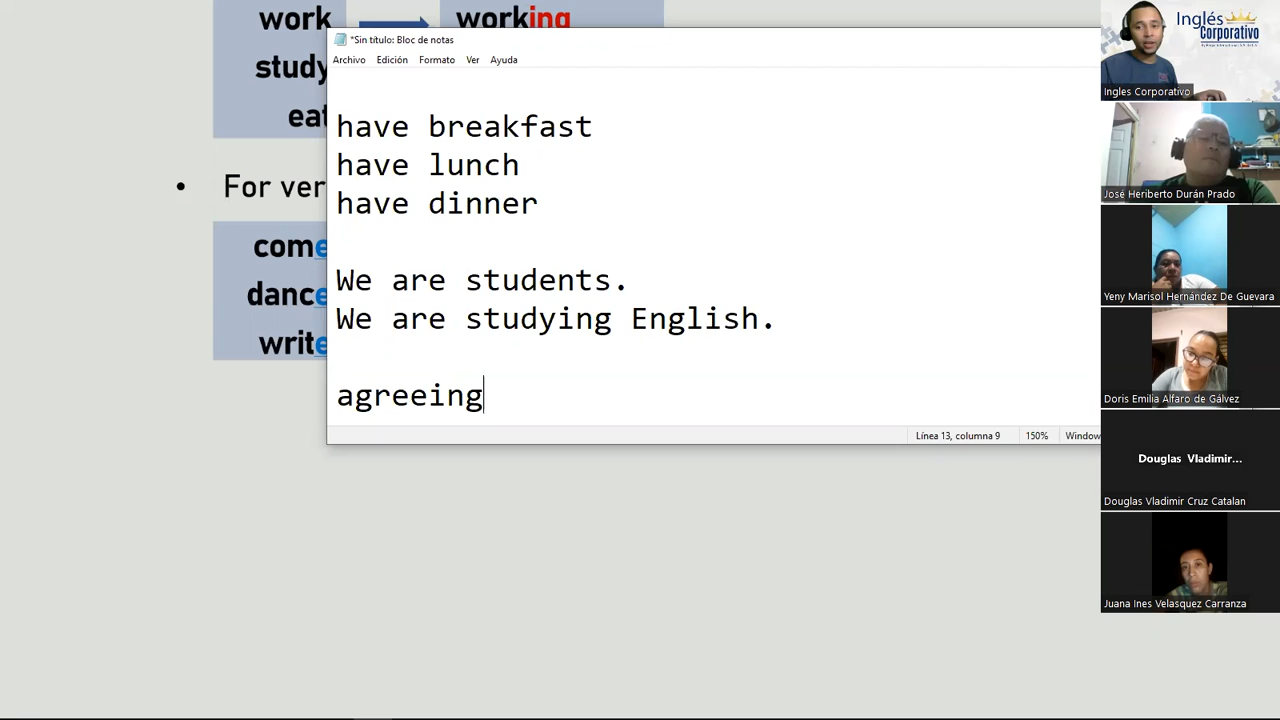 work
working
study
eat
• For ver
come
dance
write
*Sin título: Bloc de notas
Archivo Edición Formato Ver Ayuda
have breakfast
have lunch
have dinner
We are students.
We are studying English.
agreeing
Línea 13, columna 9 150% Window
Inglés
Corporativo
Ingles Corporativo
José Heriberto Durán Prado
Yeny Marisol Hernández De Guevara
Doris Emilia Alfaro de Gálvez
Douglas Vladimir...
Douglas Vladimir Cruz Catalan
Juana Ines Velasquez Carranza